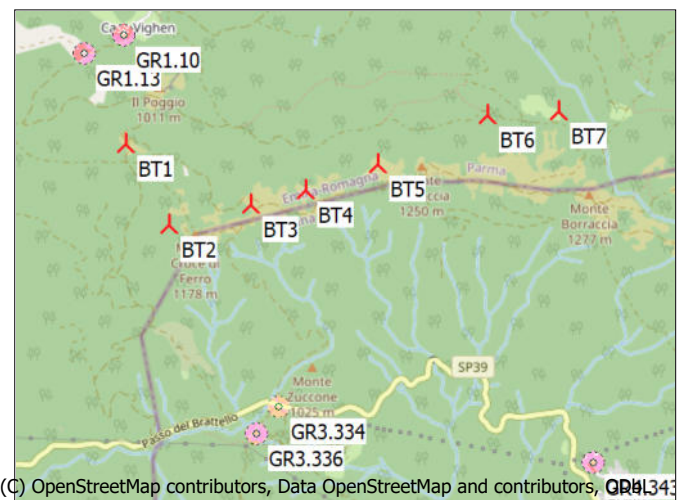 Ca' Vighen
GR1.10
GR1.13
Il Poggio
1011 m
BT1
BT2
BT3
BT4
BT5
BT6
BT7
Emilia-Romagna
Parma
1250 m
Monte
Borraccia
1277 m
Croce di
Ferro
1178 m
SP39
Monte
Zuccone
1025 m
Passo del Brattello
GR3.334
GR3.336
(C) OpenStreetMap contributors, Data OpenStreetMap and contributors,